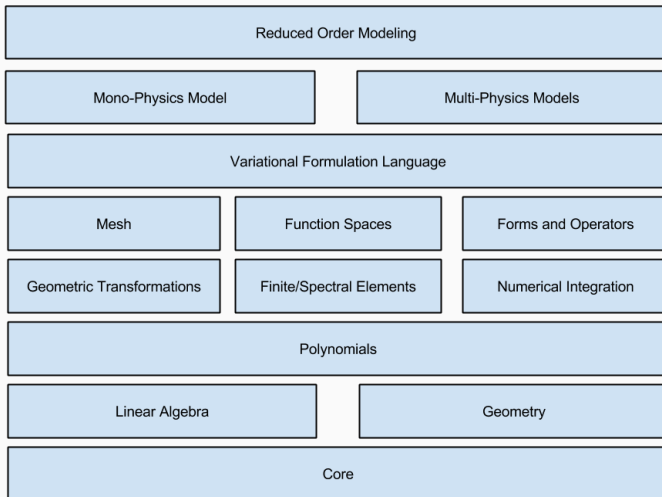 Reduced Order Modeling
Mono-Physics Model
Multi-Physics Models
Variational Formulation Language
Mesh
Function Spaces
Forms and Operators
Geometric Transformations
Finite/Spectral Elements
Numerical Integration
Polynomials
Linear Algebra
Geometry
Core